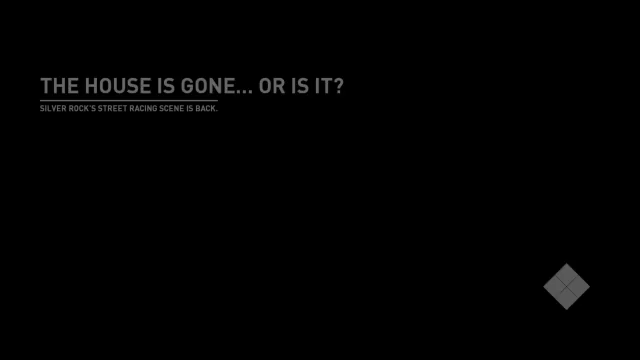 THE HOUSE IS GONE... OR IS IT?
SILVER ROCK'S STREET RACING SCENE IS BACK.